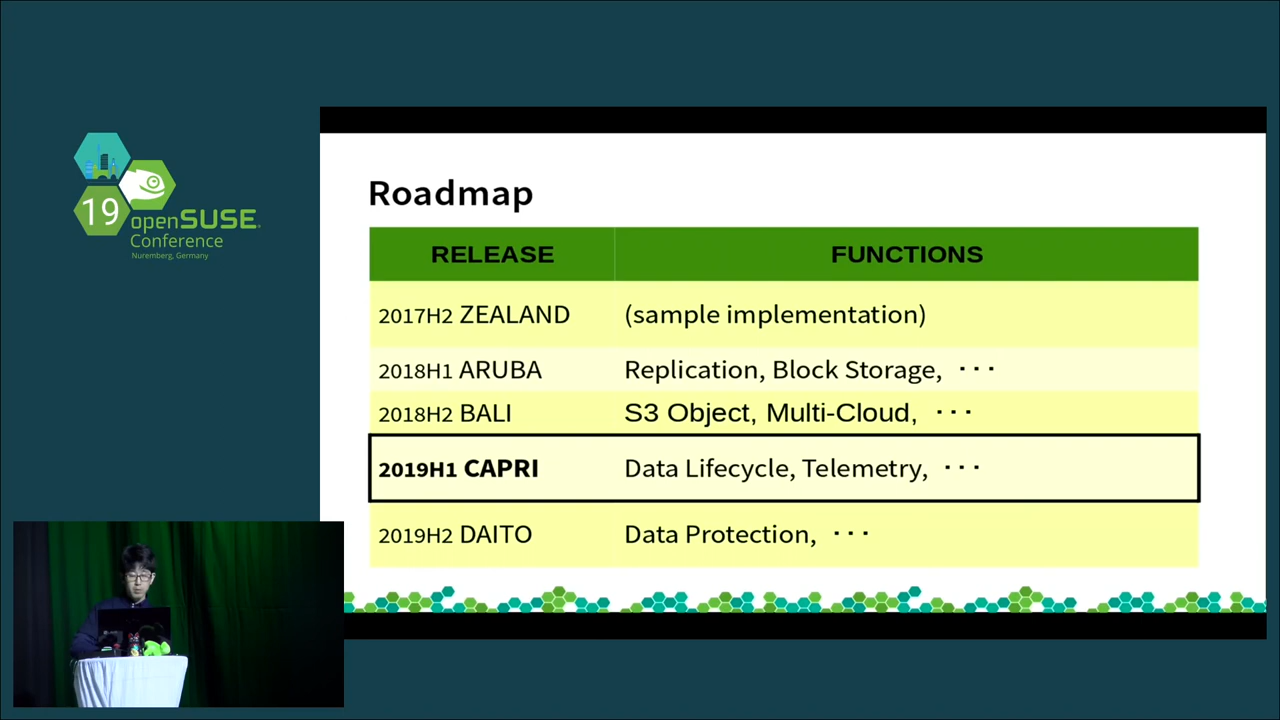 19
openSUSE
Conference
Nuremberg, Germany
Roadmap
RELEASE FUNCTIONS
2017H2 ZEALAND (sample implementation)
2018H1 ARUBA Replication, Block Storage, ･･･
2018H2 BALI S3 Object, Multi-Cloud, ･･･
2019H1 CAPRI Data Lifecycle, Telemetry, ･･･
2019H2 DAITO Data Protection, ･･･